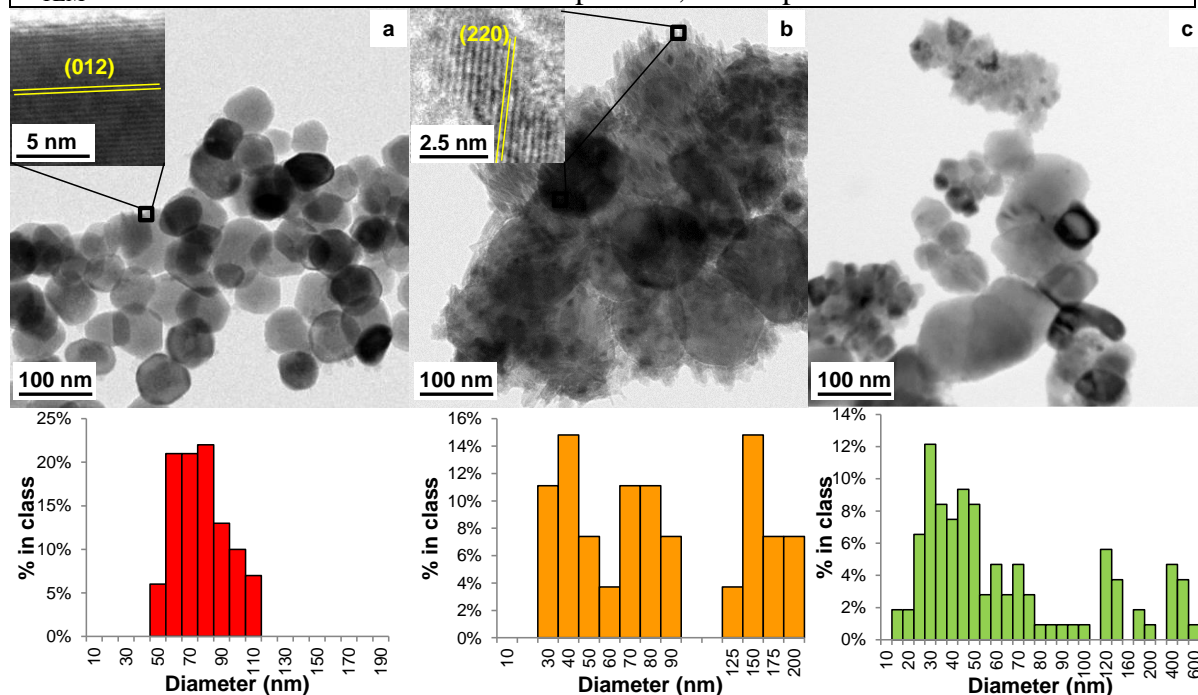 TEM
a
(012)
5 nm
100 nm
b
(220)
2.5 nm
100 nm
c
100 nm
25%
20%
15%
10%
5%
0%
% in class
10 30 50 70 90 110 130 150 170 190
Diameter (nm)
16%
14%
12%
10%
8%
6%
4%
2%
0%
% in class
10 30 40 50 60 70 80 90 125 150 175 200
Diameter (nm)
14%
12%
10%
8%
6%
4%
2%
0%
% in class
10 20 30 40 50 60 70 80 90 100 120 160 200 400 600
Diameter (nm)